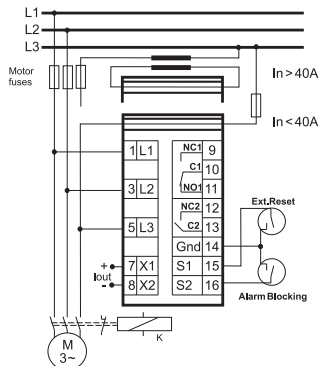 L1
L2
L3
Motor fuses
In > 40A
In < 40A
1 L1
NC1 9
C1 10
3 L2
NO1 11
NC2 12
5 L3
C2 13
Ext.Reset
Gnd 14
+ Iout -
7 X1
S1 15
8 X2
S2 16
Alarm Blocking
K
M
3~